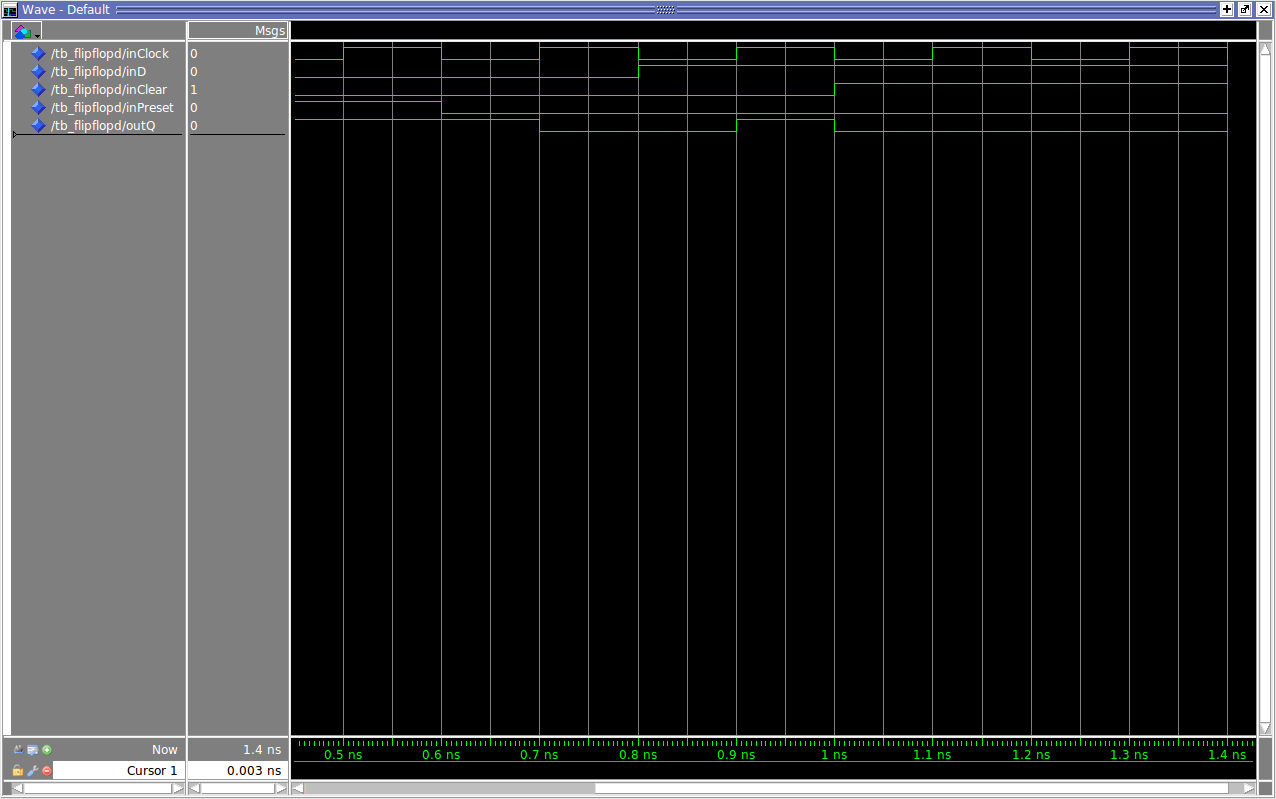 Wave - Default
Msgs
/tb_flipflopd/inClock 0
/tb_flipflopd/inD 0
/tb_flipflopd/inClear 1
/tb_flipflopd/inPreset 0
/tb_flipflopd/outQ 0
Now 1.4 ns
0.5 ns 0.6 ns 0.7 ns 0.8 ns 0.9 ns 1 ns 1.1 ns 1.2 ns 1.3 ns 1.4 ns
Cursor 1 0.003 ns